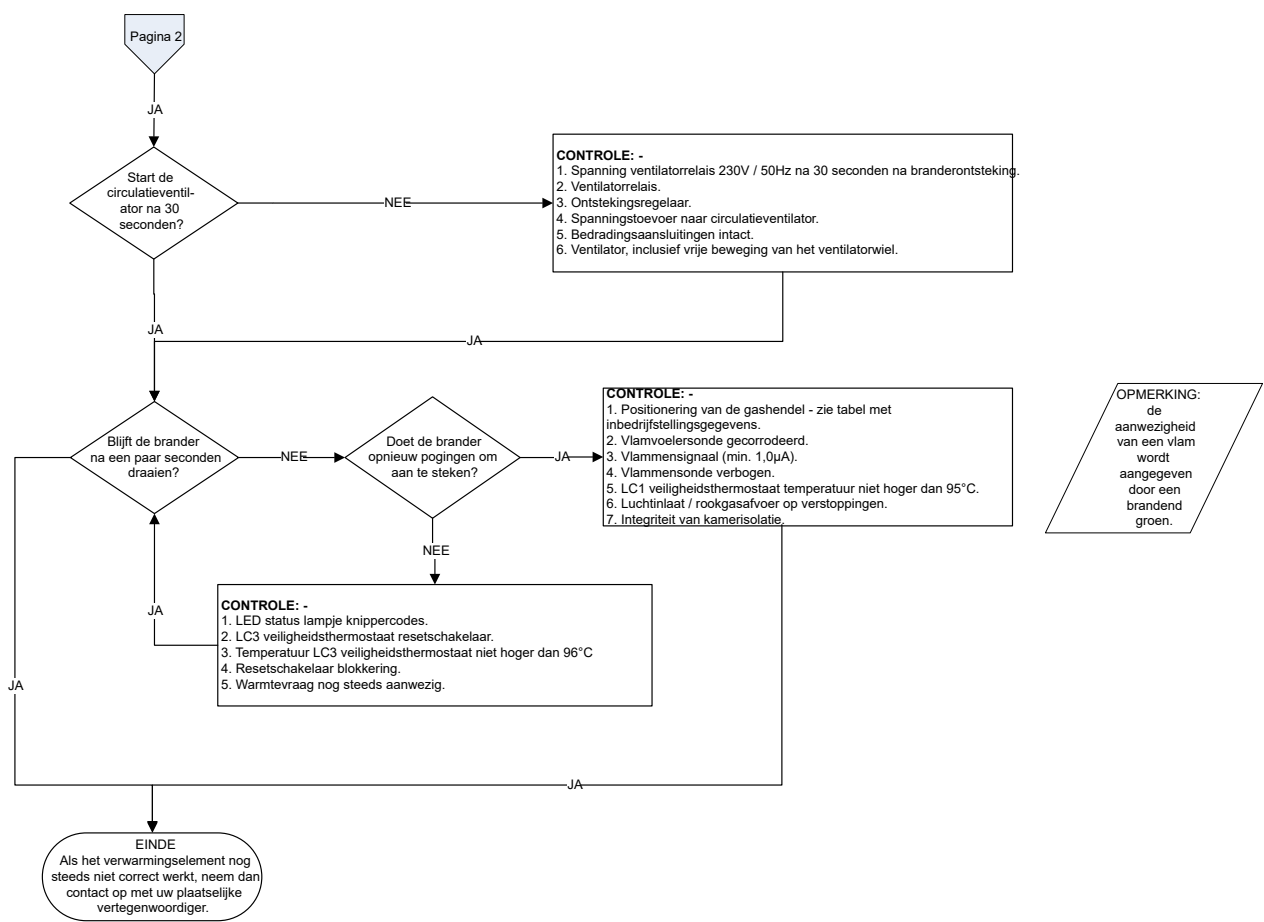 Pagina 2
JA
Start de
circulatieventil-
ator na 30
seconden?
NEE
CONTROLE: -
1. Spanning ventilatorrelais 230V / 50Hz na 30 seconden na branderontsteking.
2. Ventilatorrelais.
3. Ontstekingsregelaar.
4. Spanningstoevoer naar circulatieventilator.
5. Bedradingsaansluitingen intact.
6. Ventilator, inclusief vrije beweging van het ventilatorwiel.
JA
JA
Blijft de brander
na een paar seconden
draaien?
NEE
Doet de brander
opnieuw pogingen om
aan te steken?
JA
CONTROLE: -
1. Positionering van de gashendel - zie tabel met
inbedrijfstellingsgegevens.
2. Vlamvoelersonde gecorrodeerd.
3. Vlammensignaal (min. 1,0µA).
4. Vlammensonde verbogen.
5. LC1 veiligheidsthermostaat temperatuur niet hoger dan 95°C.
6. Luchtinlaat / rookgasafvoer op verstoppingen.
7. Integriteit van kamerisolatie.
OPMERKING:
de
aanwezigheid
van een vlam
wordt
aangegeven
door een
brandend
groen.
NEE
JA
CONTROLE: -
1. LED status lampje knippercodes.
2. LC3 veiligheidsthermostaat resetschakelaar.
3. Temperatuur LC3 veiligheidsthermostaat niet hoger dan 96°C
4. Resetschakelaar blokkering.
5. Warmtevraag nog steeds aanwezig.
JA
JA
EINDE
Als het verwarmingselement nog
steeds niet correct werkt, neem dan
contact op met uw plaatselijke
vertegenwoordiger.